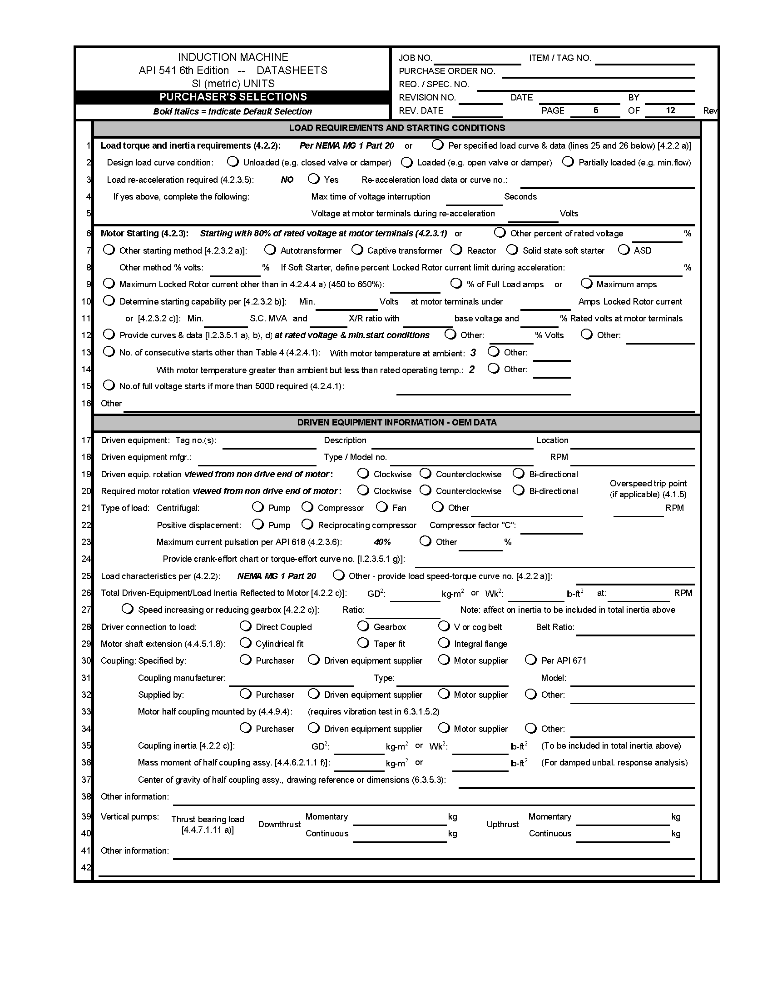 INDUCTION MACHINE
API 541 6th Edition -- DATASHEETS
SI (metric) UNITS
PURCHASER'S SELECTIONS
Bold Italics = Indicate Default Selection
JOB NO. ITEM / TAG NO.
PURCHASE ORDER NO.
REQ. / SPEC. NO.
REVISION NO. DATE BY
REV. DATE PAGE 6 OF 12 Rev
LOAD REQUIREMENTS AND STARTING CONDITIONS
1 Load torque and inertia requirements (4.2.2): Per NEMA MG 1 Part 20 or Per specified load curve & data (lines 25 and 26 below) [4.2.2 a)]
2 Design load curve condition: Unloaded (e.g. closed valve or damper) Loaded (e.g. open valve or damper) Partially loaded (e.g. min.flow)
3 Load re-acceleration required (4.2.3.5): NO Yes Re-acceleration load data or curve no.:
4 If yes above, complete the following: Max time of voltage interruption Seconds
5 Voltage at motor terminals during re-acceleration Volts
6 Motor Starting (4.2.3): Starting with 80% of rated voltage at motor terminals (4.2.3.1) or Other percent of rated voltage %
7 Other starting method [4.2.3.2 a)]: Autotransformer Captive transformer Reactor Solid state soft starter ASD
8 Other method % volts: % If Soft Starter, define percent Locked Rotor current limit during acceleration: %
9 Maximum Locked Rotor current other than in 4.2.4.4 a) (450 to 650%): % of Full Load amps or Maximum amps
10 Determine starting capability per [4.2.3.2 b)]: Min. Volts at motor terminals under Amps Locked Rotor current
11 or [4.2.3.2 c)]: Min. S.C. MVA and X/R ratio with base voltage and % Rated volts at motor terminals
12 Provide curves & data [I.2.3.5.1 a), b), d) at rated voltage & min.start conditions Other: % Volts Other:
13 No. of consecutive starts other than Table 4 (4.2.4.1): With motor temperature at ambient: 3 Other:
14 With motor temperature greater than ambient but less than rated operating temp.: 2 Other:
15 No.of full voltage starts if more than 5000 required (4.2.4.1):
16 Other
DRIVEN EQUIPMENT INFORMATION - OEM DATA
17 Driven equipment: Tag no.(s): Description Location
18 Driven equipment mfgr.: Type / Model no. RPM
19 Driven equip. rotation viewed from non drive end of motor: Clockwise Counterclockwise Bi-directional
Overspeed trip point
20 Required motor rotation viewed from non drive end of motor: Clockwise Counterclockwise Bi-directional
(if applicable) (4.1.5)
21 Type of load: Centrifugal: Pump Compressor Fan Other RPM
22 Positive displacement: Pump Reciprocating compressor Compressor factor "C":
23 Maximum current pulsation per API 618 (4.2.3.6): 40% Other %
24 Provide crank-effort chart or torque-effort curve no. [I.2.3.5.1 g)]:
25 Load characteristics per (4.2.2): NEMA MG 1 Part 20 Other - provide load speed-torque curve no. [4.2.2 a)]:
26 Total Driven-Equipment/Load Inertia Reflected to Motor [4.2.2 c)]: GD²: kg-m² or Wk²: lb-ft² at: RPM
27 Speed increasing or reducing gearbox [4.2.2 c)]: Ratio: Note: affect on inertia to be included in total inertia above
28 Driver connection to load: Direct Coupled Gearbox V or cog belt Belt Ratio:
29 Motor shaft extension (4.4.5.1.8): Cylindrical fit Taper fit Integral flange
30 Coupling: Specified by: Purchaser Driven equipment supplier Motor supplier Per API 671
31 Coupling manufacturer: Type: Model:
32 Supplied by: Purchaser Driven equipment supplier Motor supplier Other:
33 Motor half coupling mounted by (4.4.9.4): (requires vibration test in 6.3.1.5.2)
34 Purchaser Driven equipment supplier Motor supplier Other:
35 Coupling inertia [4.2.2 c)]: GD²: kg-m² or Wk²: lb-ft² (To be included in total inertia above)
36 Mass moment of half coupling assy. [4.4.6.2.1.1 f)]: kg-m² or lb-ft² (For damped unbal. response analysis)
37 Center of gravity of half coupling assy., drawing reference or dimensions (6.3.5.3):
38 Other information:
39 Vertical pumps: Thrust bearing load Momentary kg Momentary kg
Downthrust Upthrust
40 [4.4.7.1.11 a)] Continuous kg Continuous kg
41 Other information:
42